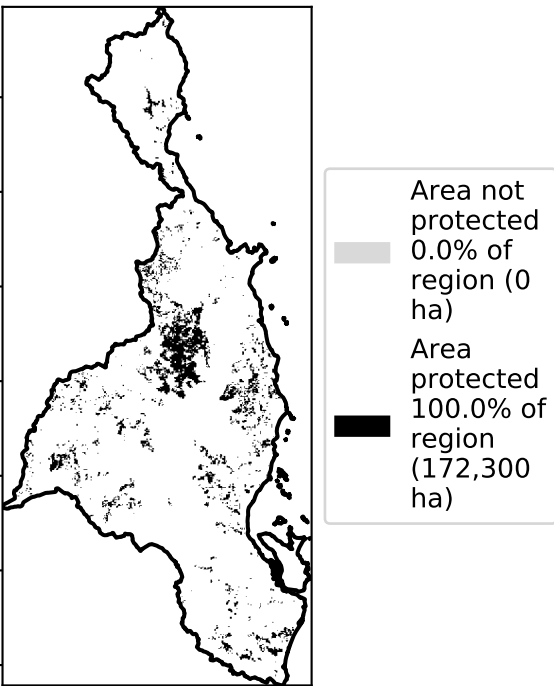 Area not
protected
0.0% of
region (0
ha)
Area
protected
100.0% of
region
(172,300
ha)